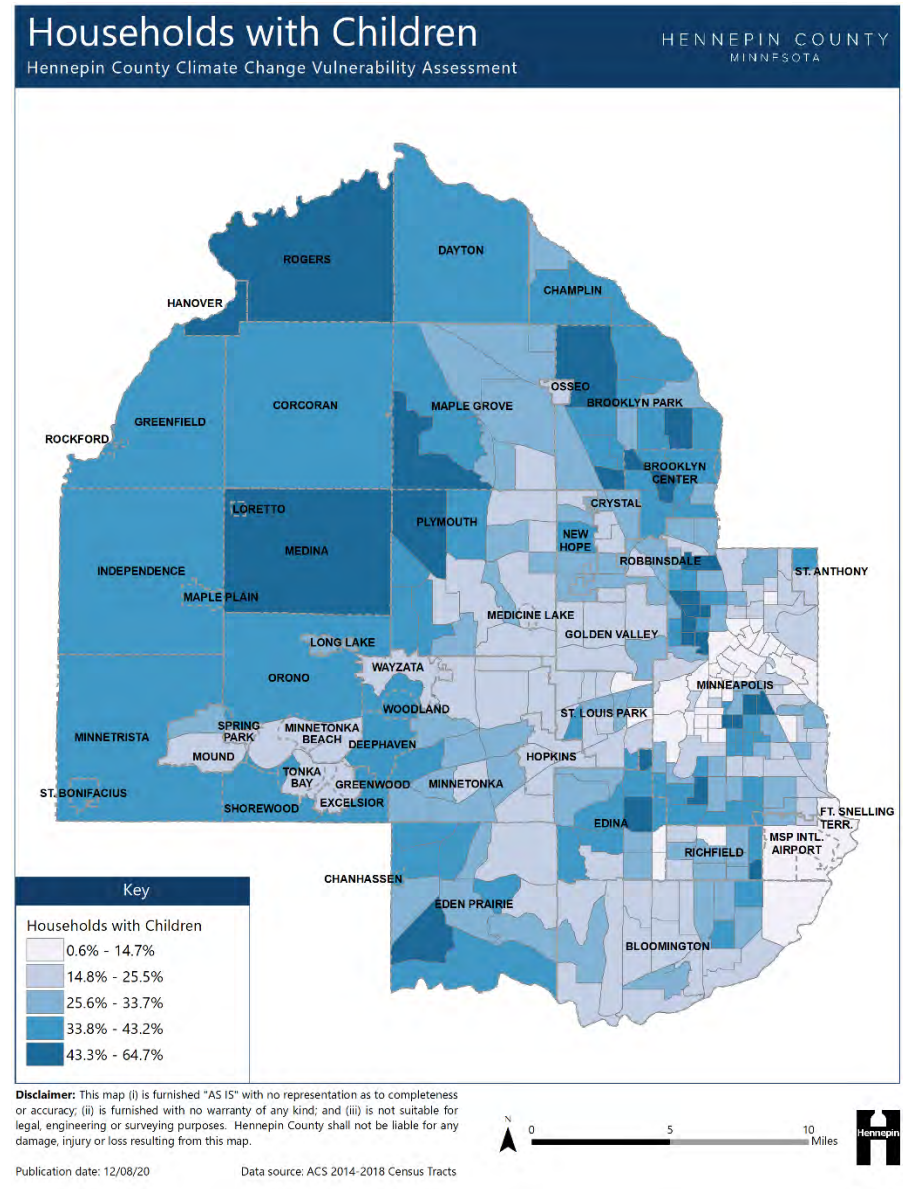 Households with Children
Hennepin County Climate Change Vulnerability Assessment
HENNEPIN COUNTY
MINNESOTA
ROGERS
DAYTON
HANOVER
CHAMPLIN
OSSEO
CORCORAN
MAPLE GROVE
BROOKLYN PARK
GREENFIELD
ROCKFORD
BROOKLYN
CENTER
LORETTO
CRYSTAL
PLYMOUTH
NEW
HOPE
MEDINA
ROBBINSDALE
INDEPENDENCE
ST. ANTHONY
MAPLE PLAIN
MEDICINE LAKE
GOLDEN VALLEY
LONG LAKE
WAYZATA
ORONO
MINNEAPOLIS
WOODLAND
ST. LOUIS PARK
MINNETRISTA
SPRING
PARK
MINNETONKA
BEACH
DEEPHAVEN
MOUND
HOPKINS
TONKA
BAY
GREENWOOD
MINNETONKA
ST. BONIFACIUS
EXCELSIOR
SHOREWOOD
EDINA
FT. SNELLING
TERR.
MSP INTL.
AIRPORT
RICHFIELD
CHANHASSEN
EDEN PRAIRIE
BLOOMINGTON
Key
Households with Children
0.6% - 14.7%
14.8% - 25.5%
25.6% - 33.7%
33.8% - 43.2%
43.3% - 64.7%
Disclaimer: This map (i) is furnished "AS IS" with no representation as to completeness
or accuracy; (ii) is furnished with no warranty of any kind; and (iii) is not suitable for
legal, engineering or surveying purposes. Hennepin County shall not be liable for any
damage, injury or loss resulting from this map.
Publication date: 12/08/20
Data source: ACS 2014-2018 Census Tracts
N
0 5 10
Miles
Hennepin